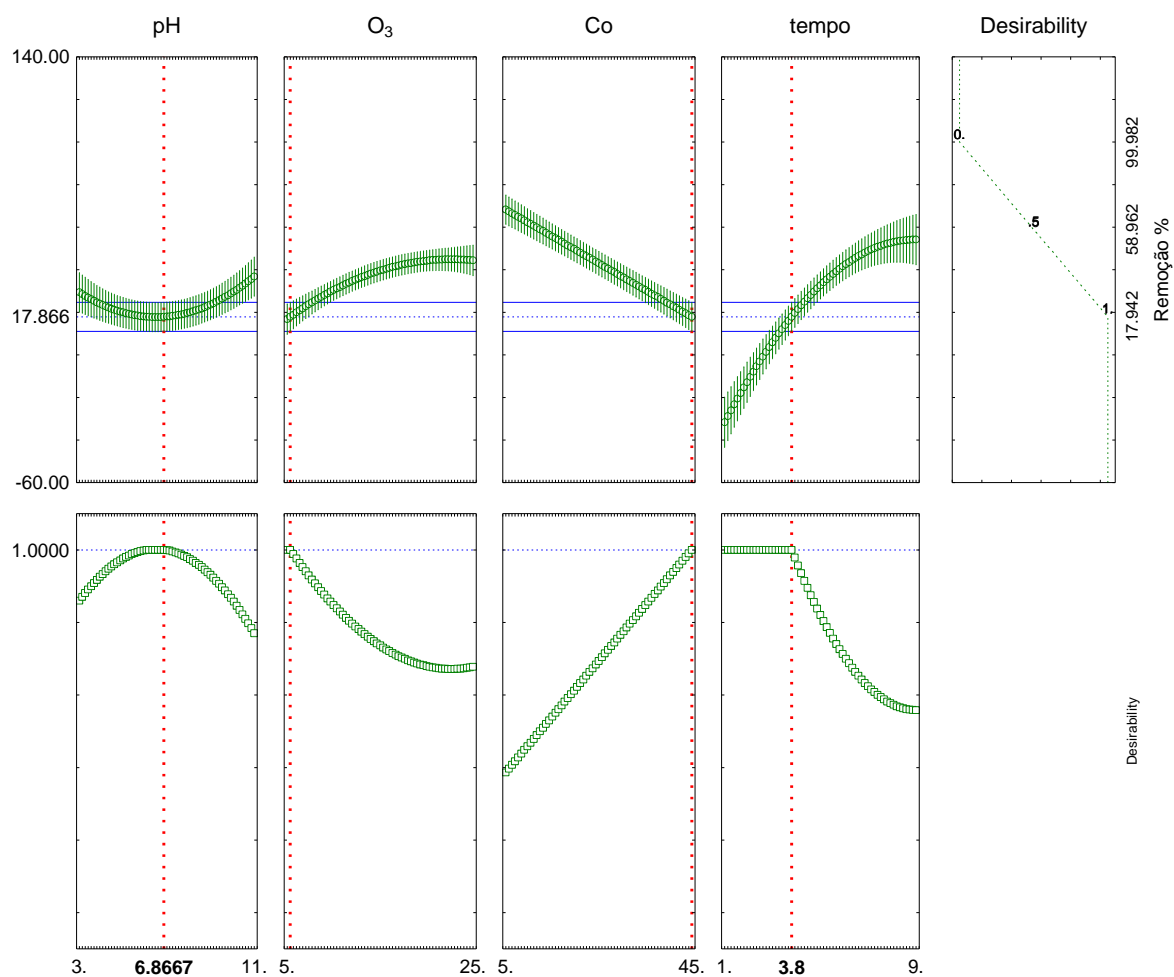 pH O₃ Co tempo Desirability
140.00
17.866
-60.00
0.
.5
1.
99.982
58.962
17.942
Remoção %
1.0000
Desirability
3. 6.8667 11. 5. 25. 5. 45. 1. 3.8 9.